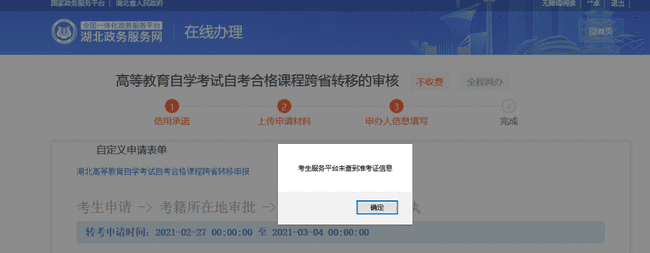 国家政务服务平台 | 湖北省人民政府
无障碍阅读 | **卓 | 退出 |
全国一体化政务服务平台
湖北政务服务网
在线办理
回首页
高等教育自学考试自考合格课程跨省转移的审核
不收费
全程网办
1
2
3
4
信用承诺
上传申请材料
申办人信息填写
完成
自定义申请表单
考生服务平台未查到准考证信息
湖北高等教育自学考试自考合格课程跨省转移申报
确定
考生申请 -> 考籍所在地审批 ->
转考申请时间：2021-02-27 00:00:00 至 2021-03-04 00:00:00